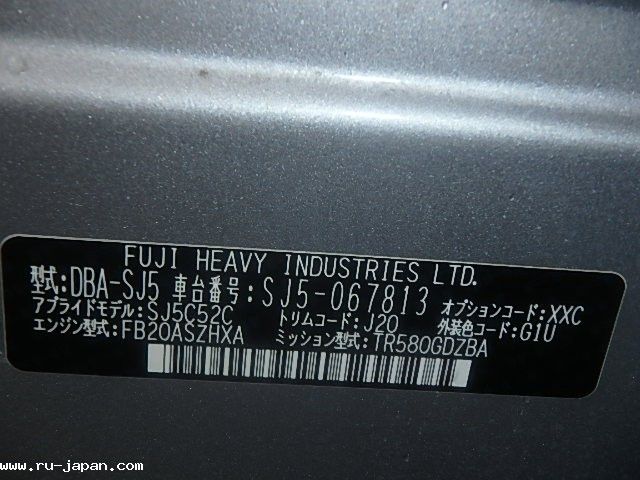 FUJI HEAVY INDUSTRIES LTD.
型式:DBA-SJ5 車台番号:SJ5-067813 オプションコード:XXC
アプライドモデル:SJ5C52C トリムコード:J20 外装色コード:G1U
エンジン型式:FB20ASZHXA ミッション型式:TR580GDZBA
www.ru-japan.com